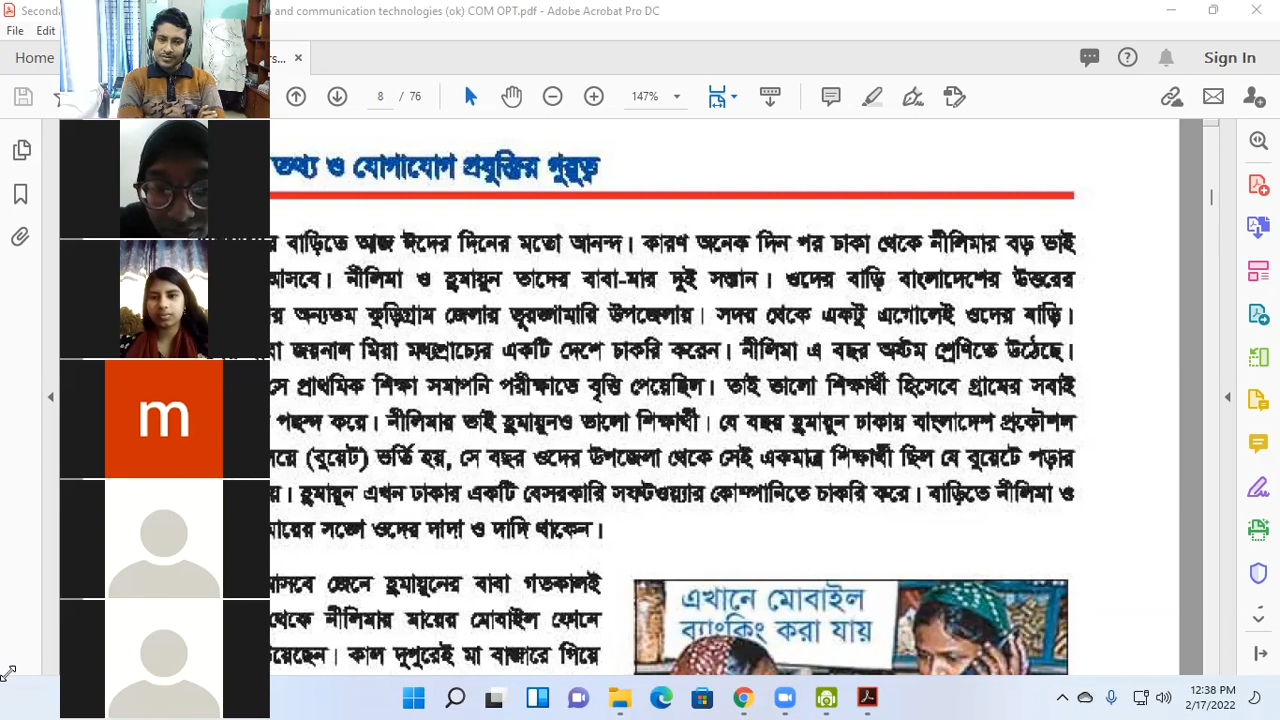 Seconda
n and communication technologies (ok) COM OPT.pdf - Adobe Acrobat Pro DC
File Edit
Home
rs...
Sign In
8 / 76
147%
তথ্য ও যোগাযোগ প্রযুক্তির গুরুত্ব
র বাড়িতে আজ ঈদের দিনের মতো আনন্দ। কারণ অনেক দিন পর ঢাকা থেকে নীলিমার বড় ভাই
আসবে। নীলিমা ও হুমায়ূন তাদের বাবা-মার দুই সন্তান। ওদের বাড়ি বাংলাদেশের উত্তরের
র অন্যতম কুড়িগ্রাম জেলার ভূরুঙ্গামারি উপজেলায়। সদর থেকে একটু এগোলেই ওদের বাড়ি।
বা জয়নাল মিয়া মধ্যপ্রাচ্যের একটি দেশে চাকরি করেন। নীলিমা এ বছর অষ্টম শ্রেণিতে উঠেছে।
সে প্রাথমিক শিক্ষা সমাপনি পরীক্ষাতে বৃত্তি পেয়েছিল। তাই ভালো শিক্ষার্থী হিসেবে গ্রামের সবাই
পছন্দ করে। নীলিমার ভাই হুমায়ূনও ভালো শিক্ষার্থী। যে বছর হুমায়ূন ঢাকায় বাংলাদেশ প্রকৌশল
লয়ে (বুয়েট) ভর্তি হয়, সে বছর ওদের উপজেলা থেকে সেই একমাত্র শিক্ষার্থী ছিল যে বুয়েটে পড়ার
য়। হুমায়ূন এখন ঢাকার একটি বেসরকারি সফটওয়্যার কোম্পানিতে চাকরি করে। বাড়িতে নীলিমা ও
মায়ের সঙ্গে ওদের দাদা ও দাদি থাকেন।
আসবে জেনে হুমায়ূনের বাবা গতকালই
থেকে নীলিমার মায়ের মোবাইল ফোনে
য়েছেন। কাল দুপুরেই মা বাজারে গিয়ে
এখানে মোবাইল
ব্যাংকিং করা যায়
m
12:38 PM
2/17/2022